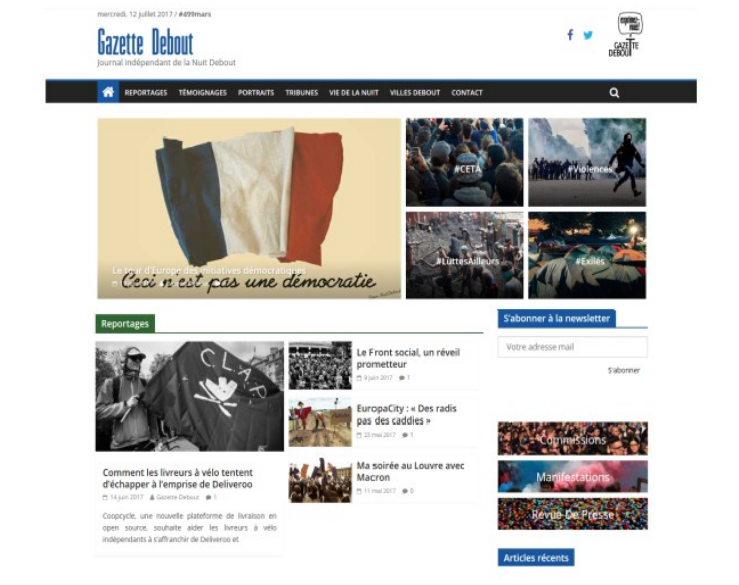 mercredi, 12 juillet 2017 / #499mars
Gazette Debout
Journal indépendant de la Nuit Debout
exprimez-vous!
GAZETTE
DEBOUT
REPORTAGES TÉMOIGNAGES PORTRAITS TRIBUNES VIE DE LA NUIT VILLES DEBOUT CONTACT
#CETA
#Violences
Le tour d'Europe des initiatives démocratiques
Ceci n'est pas une démocratie
#LuttesAilleurs
#Exilés
Reportages
CLAP
Comment les livreurs à vélo tentent
d'échapper à l'emprise de Deliveroo
14 juin 2017 Gazette Debout 1
Coopcycle, une nouvelle plateforme de livraison en
open source, souhaite aider les livreurs à vélo
indépendants à s'affranchir de Deliveroo et
Le Front social, un réveil
prometteur
9 juin 2017 1
EuropaCity : « Des radis
pas des caddies »
23 mai 2017 1
Ma soirée au Louvre avec
Macron
11 mai 2017 0
S'abonner à la newsletter
Votre adresse mail
S'abonner
Commissions
Manifestations
Revue De Presse
Articles récents